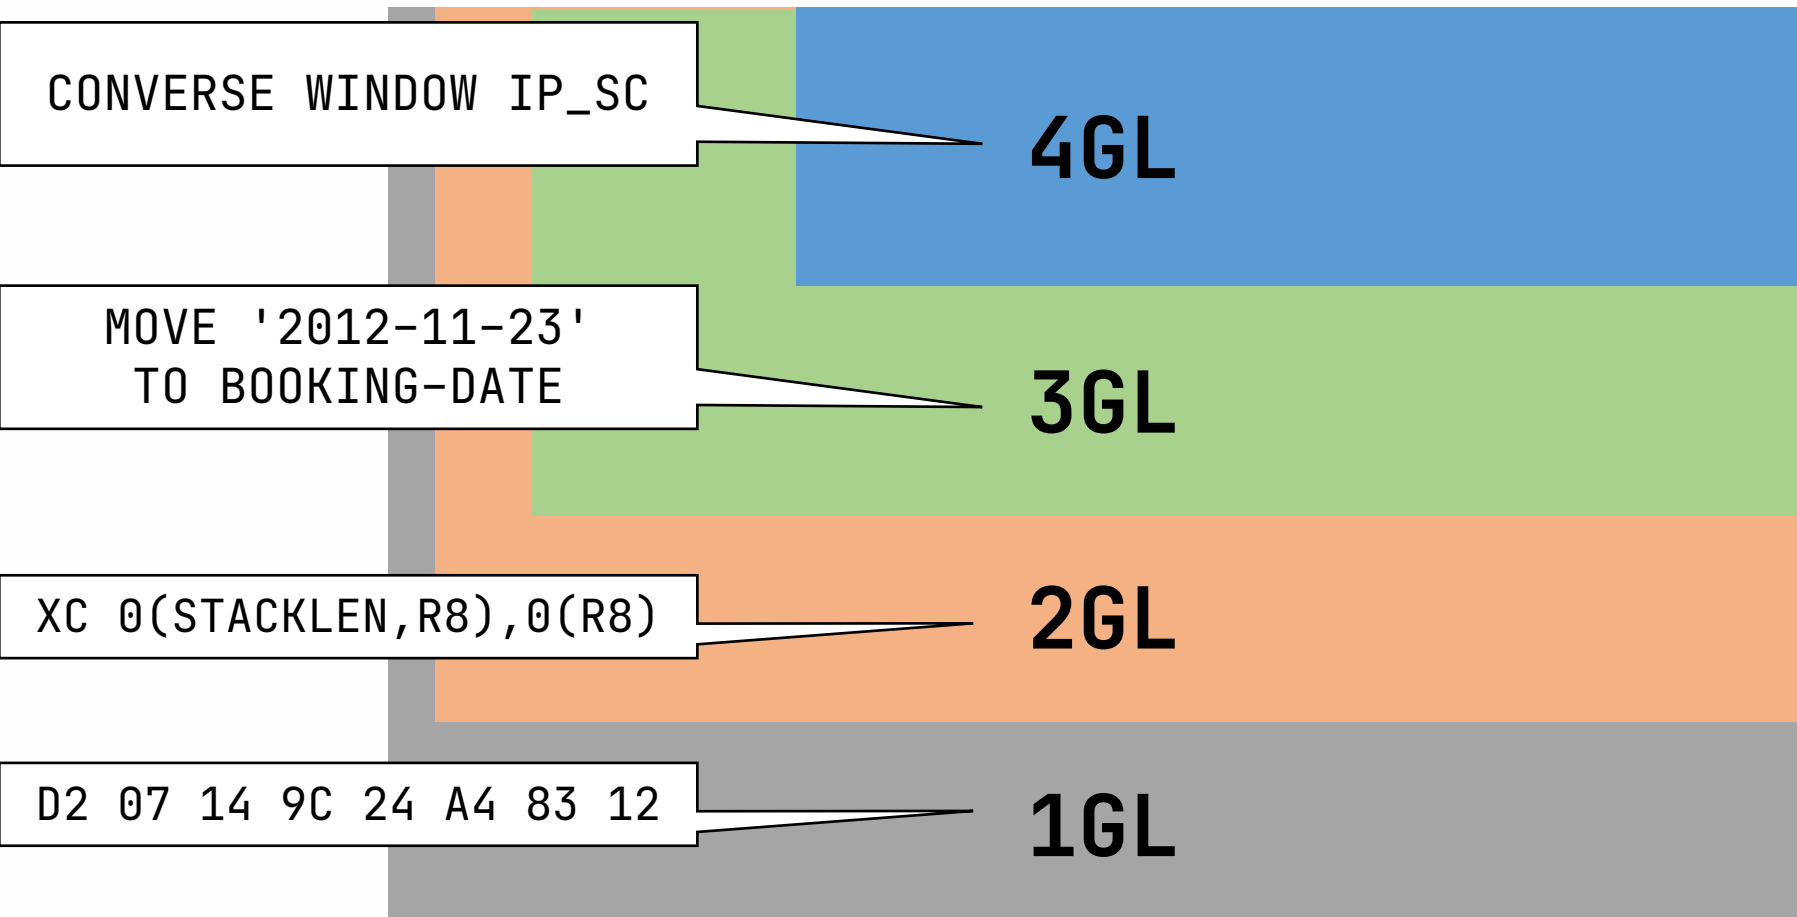 CONVERSE WINDOW IP_SC
4GL
MOVE '2012-11-23'
TO BOOKING-DATE
3GL
XC 0(STACKLEN,R8),0(R8)
2GL
D2 07 14 9C 24 A4 83 12
1GL